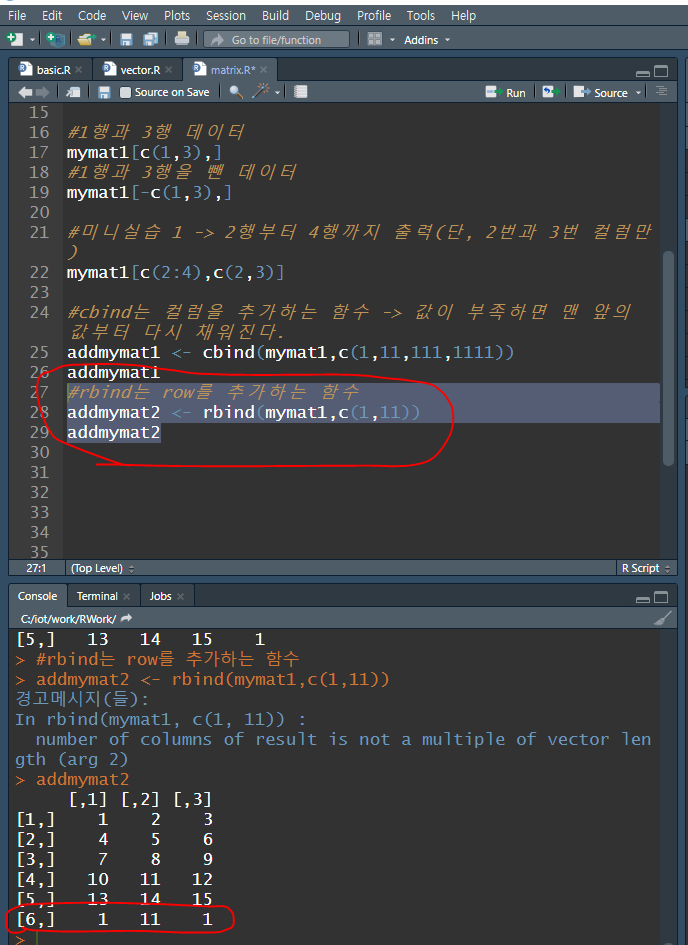 File Edit Code View Plots Session Build Debug Profile Tools Help
Go to file/function Addins
basic.R vector.R matrix.R*
Source on Save Run Source
15
16 #1행과 3행 데이터
17 mymat1[c(1,3),]
18 #1행과 3행을 뺀 데이터
19 mymat1[-c(1,3),]
20
21 #미니실습 1 -> 2행부터 4행까지 출력(단, 2번과 3번 컬럼만
)
22 mymat1[c(2:4),c(2,3)]
23
24 #cbind는 컬럼을 추가하는 함수 -> 값이 부족하면 맨 앞의
값부터 다시 채워진다.
25 addmymat1 <- cbind(mymat1,c(1,11,111,1111))
26 addmymat1
27 #rbind는 row를 추가하는 함수
28 addmymat2 <- rbind(mymat1,c(1,11))
29 addmymat2
30
31
32
33
34
35
27:1 (Top Level) R Script
Console Terminal Jobs
C:/iot/work/RWork/
[5,] 13 14 15 1
> #rbind는 row를 추가하는 함수
> addmymat2 <- rbind(mymat1,c(1,11))
경고메시지(들):
In rbind(mymat1, c(1, 11)) :
number of columns of result is not a multiple of vector len
gth (arg 2)
> addmymat2
[,1] [,2] [,3]
[1,] 1 2 3
[2,] 4 5 6
[3,] 7 8 9
[4,] 10 11 12
[5,] 13 14 15
[6,] 1 11 1
>